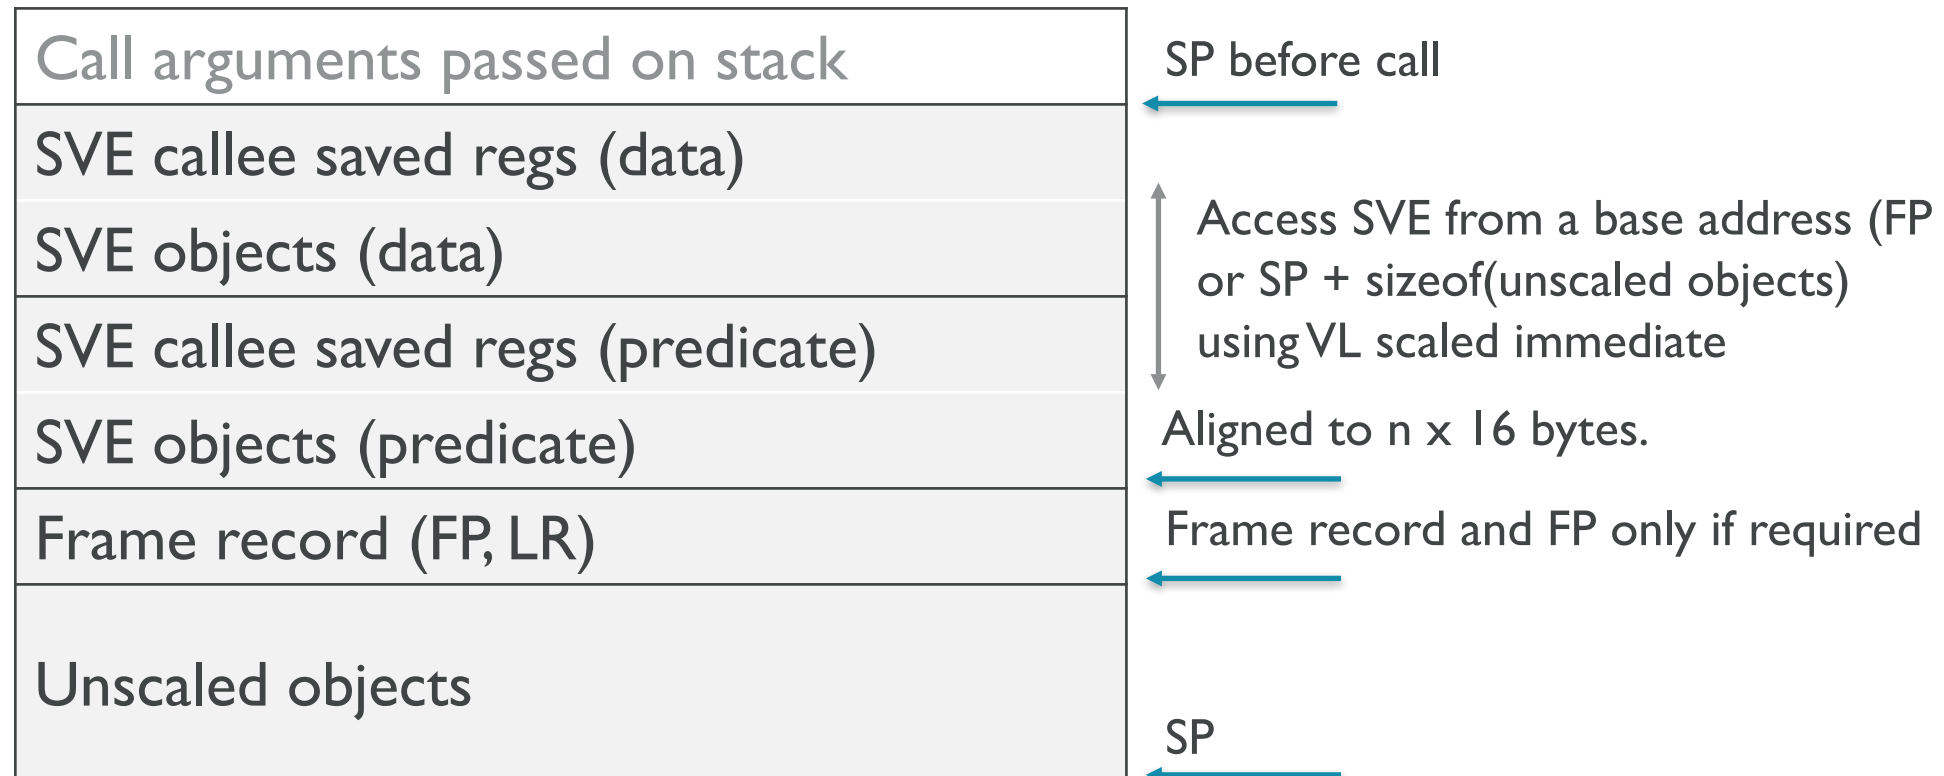 Call arguments passed on stack
SP before call
SVE callee saved regs (data)
SVE objects (data)
Access SVE from a base address (FP
or SP + sizeof(unscaled objects)
using VL scaled immediate
SVE callee saved regs (predicate)
SVE objects (predicate)
Aligned to n x 16 bytes.
Frame record (FP, LR)
Frame record and FP only if required
Unscaled objects
SP